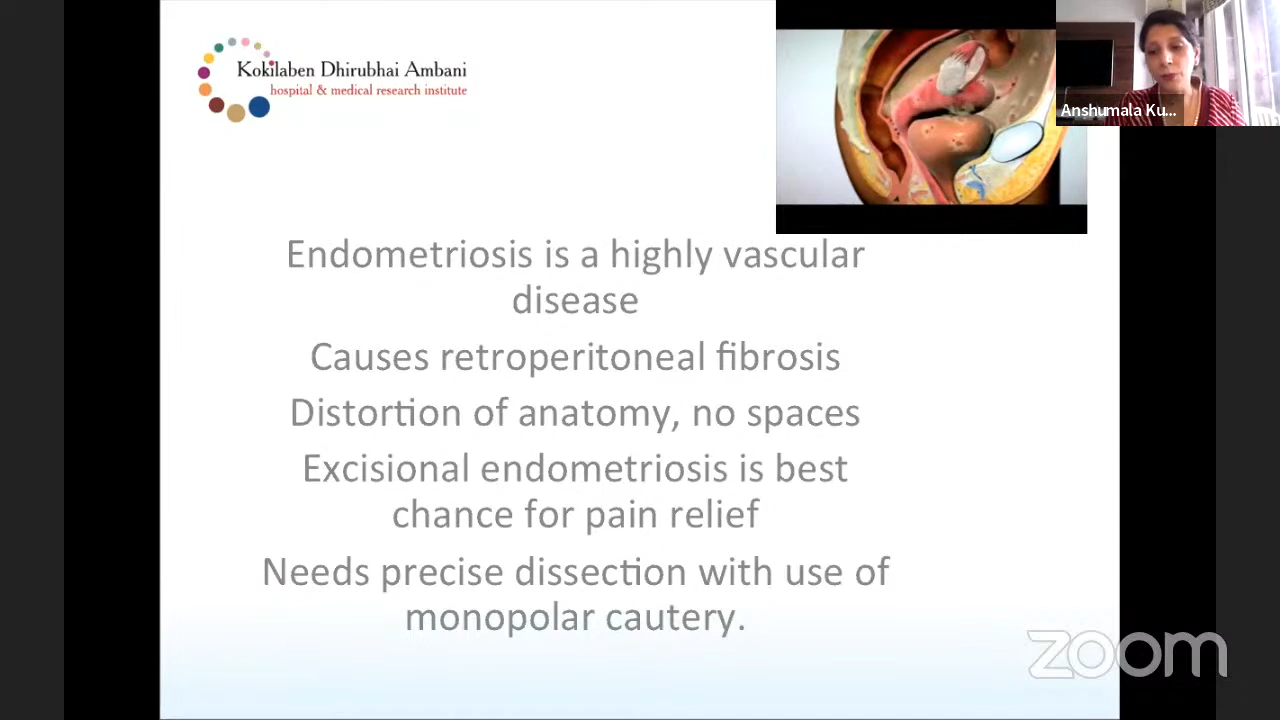 Kokilaben Dhirubhai Ambani
hospital & medical research institute
Anshumala Ku...
Endometriosis is a highly vascular
disease
Causes retroperitoneal fibrosis
Distortion of anatomy, no spaces
Excisional endometriosis is best
chance for pain relief
Needs precise dissection with use of
monopolar cautery.
zoom